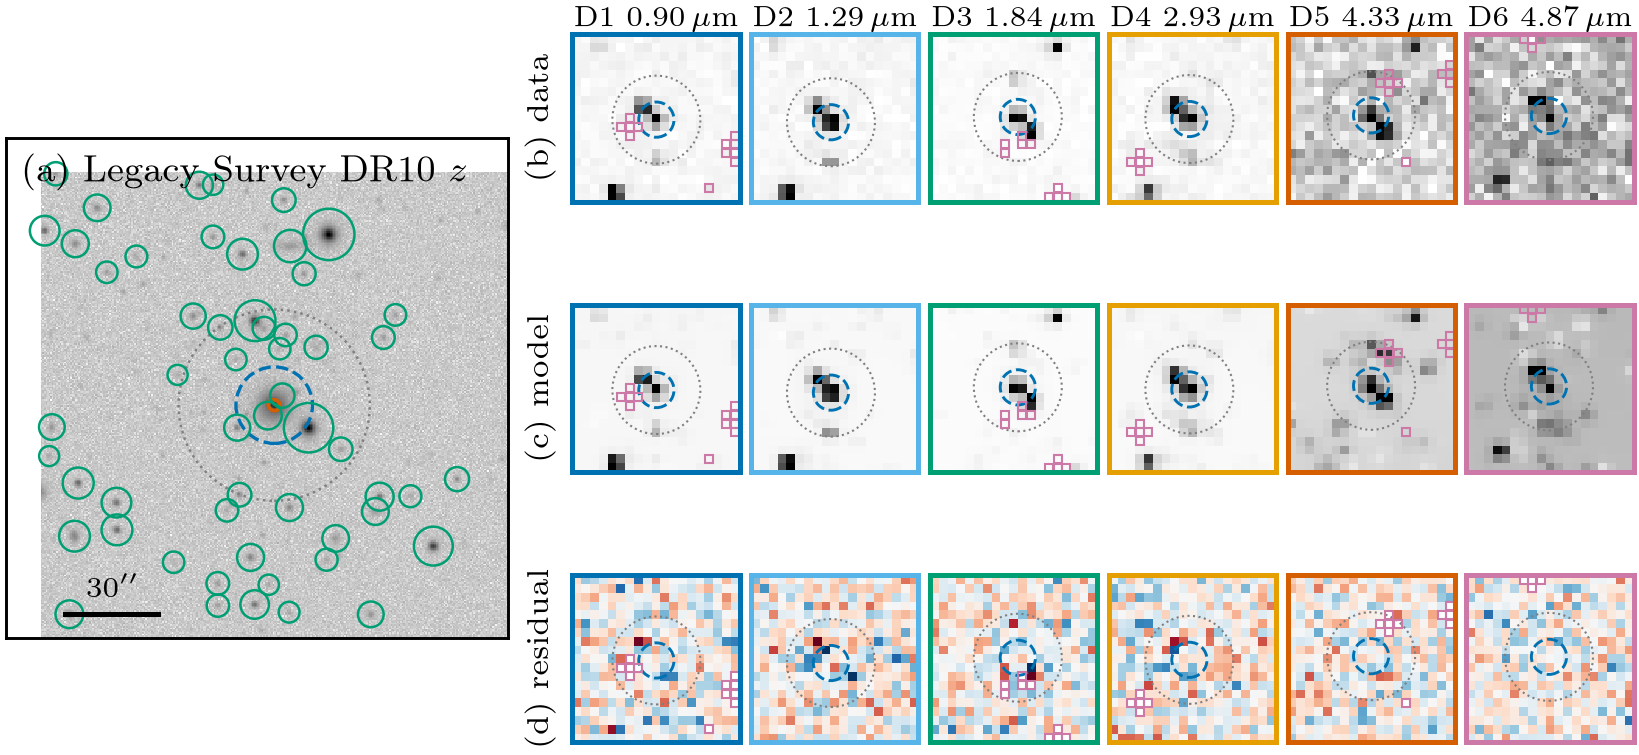 D1 0.90 μm D2 1.29 μm D3 1.84 μm D4 2.93 μm D5 4.33 μm D6 4.87 μm
(a) Legacy Survey DR10 z
30′′
(b) data
(c) model
(d) residual